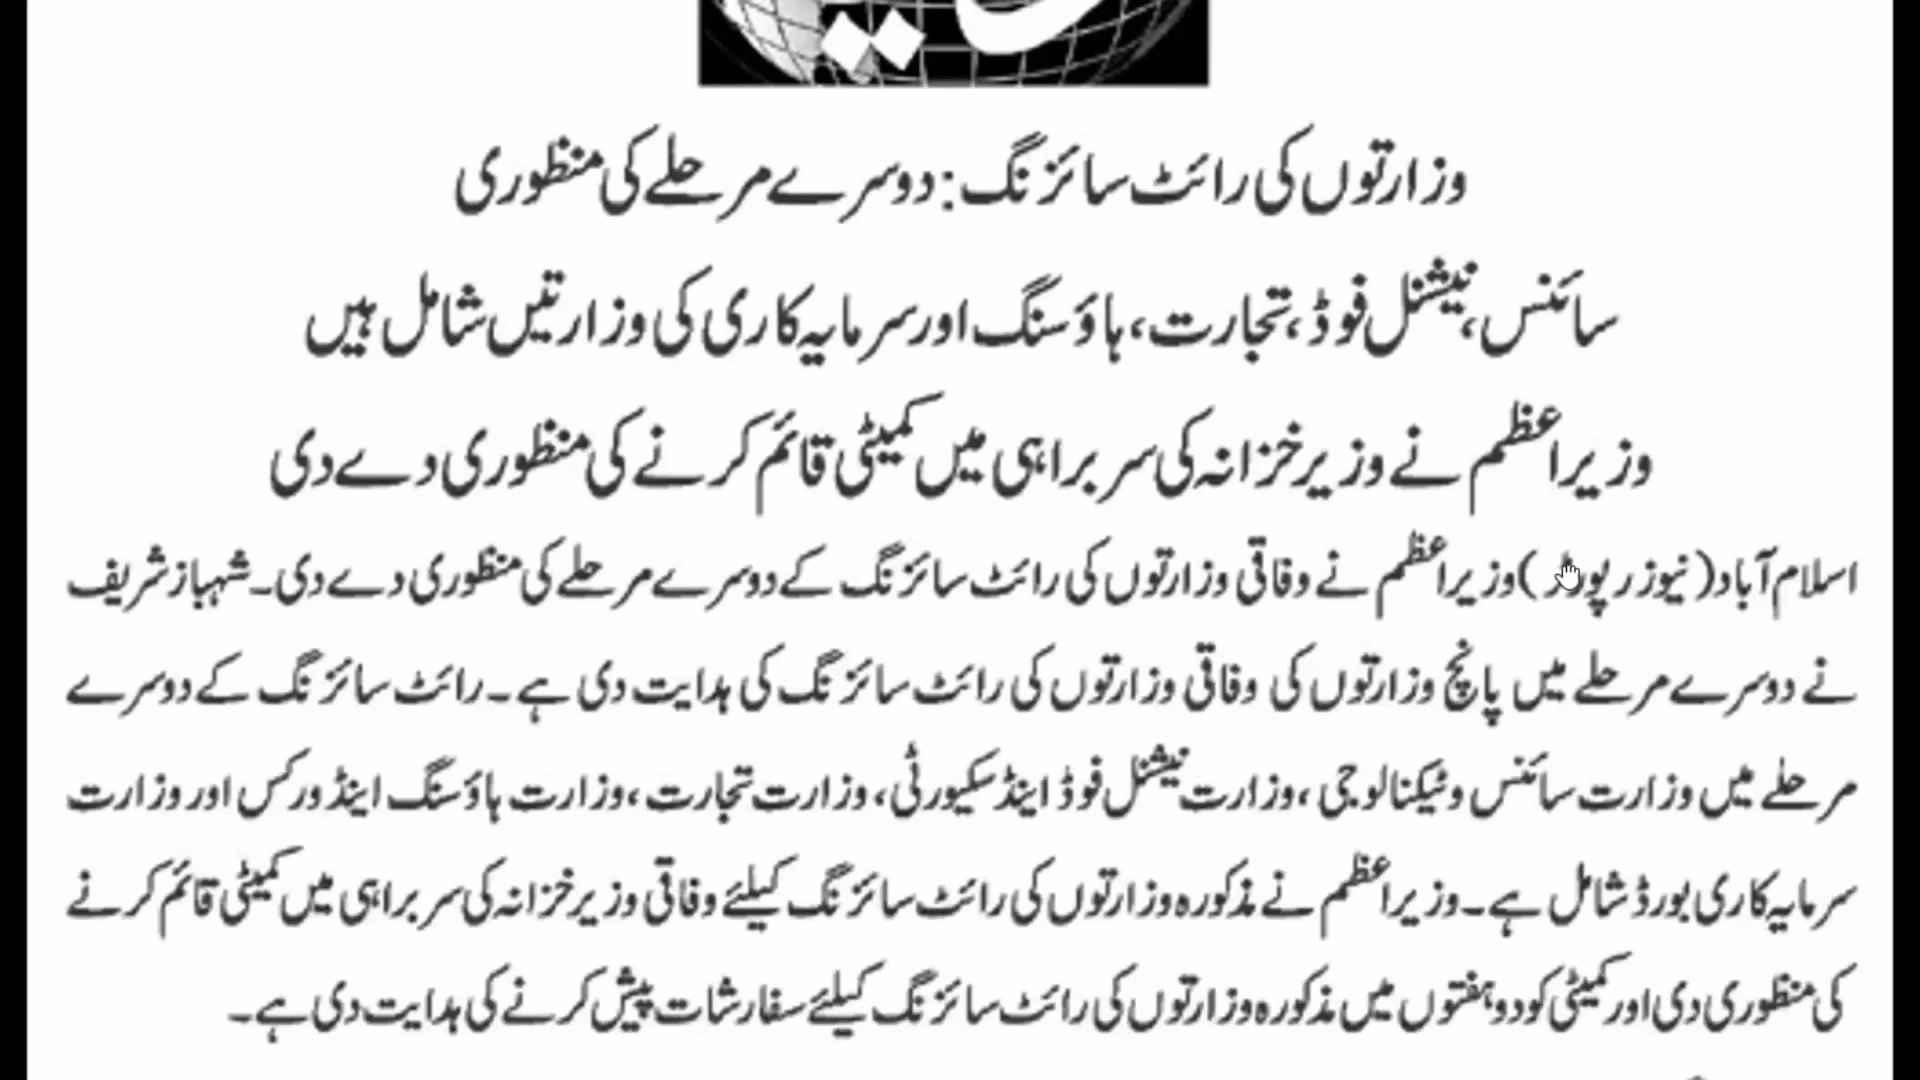 وزارتوں کی رائٹ سائزنگ: دوسرے مرحلے کی منظوری
سائنس، نیشنل فوڈ، تجارت، ہاؤسنگ اور سرمایہ کاری کی وزارتیں شامل ہیں
وزیراعظم نے وزیر خزانہ کی سربراہی میں کمیٹی قائم کرنے کی منظوری دے دی
اسلام آباد (نیوز رپورٹر) وزیراعظم نے وفاقی وزارتوں کی رائٹ سائزنگ کے دوسرے مرحلے کی منظوری دے دی۔ شہباز شریف
نے دوسرے مرحلے میں پانچ وزارتوں کی وفاقی وزارتوں کی رائٹ سائزنگ کی ہدایت دی ہے۔ رائٹ سائزنگ کے دوسرے
مرحلے میں وزارت سائنس و ٹیکنالوجی، وزارت نیشنل فوڈ اینڈ سکیورٹی، وزارت تجارت، وزارت ہاؤسنگ اینڈ ورکس اور وزارت
سرمایہ کاری بورڈ شامل ہے۔ وزیراعظم نے مذکورہ وزارتوں کی رائٹ سائزنگ کیلئے وفاقی وزیر خزانہ کی سربراہی میں کمیٹی قائم کرنے
کی منظوری دی اور کمیٹی کو دو ہفتوں میں مذکورہ وزارتوں کی رائٹ سائزنگ کیلئے سفارشات پیش کرنے کی ہدایت دی ہے۔